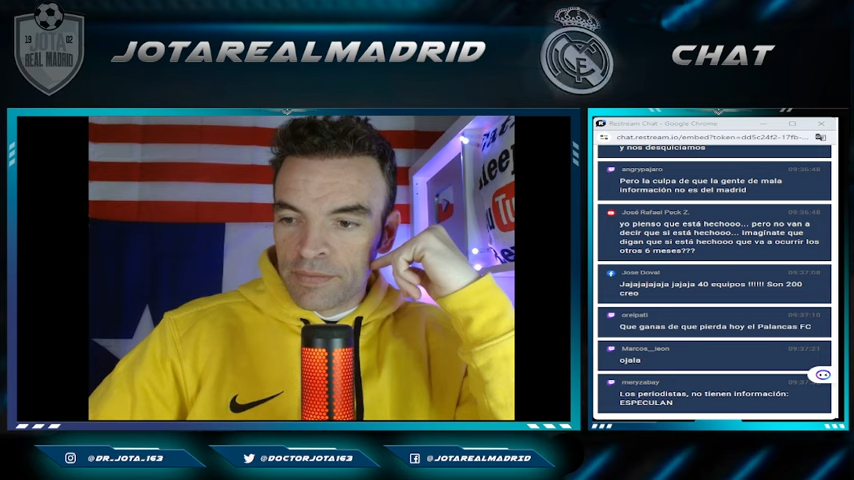 19 02
JOTA
REAL MADRID
JOTAREALMADRID
CHAT
Restream Chat - Google Chrome
chat.restream.io/embed?token=dd5c24f2-17fb-...
y nos desquiciamos
angrypajaro 09:36:40
Pero la culpa de que la gente de mala
información no es del madrid
José Rafael Peck Z. 09:36:46
yo pienso que está hechooo... pero no van a
decir que si está hechooo... imagínate que
digan que si está hechooo que va a ocurrir los
otros 6 meses???
Jose Doval 09:37:08
Jajajajajaja jajaja 40 equipos !!!!!! Son 200
creo
orelpatl 09:37:10
Que ganas de que pierda hoy el Palancas FC
Marcos__leon 09:37:21
ojala
meryzabay
Los periodistas, no tienen información:
ESPECULAN
@DR_JOTA_163
@DOCTORJOTA163
@JOTAREALMADRID